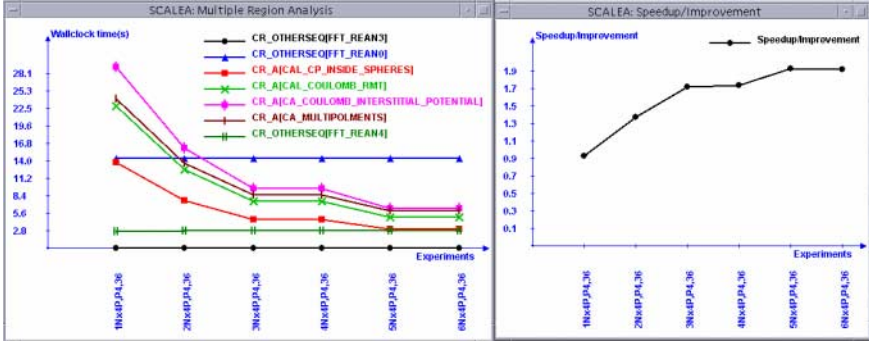 SCALEA: Multiple Region Analysis
Wallclock time(s)
CR_OTHERSEQ[FFT_REAN3]
CR_OTHERSEQ[FFT_REAN0]
CR_A[CAL_CP_INSIDE_SPHERES]
CR_A[CAL_COULOMB_RMT]
CR_A[CA_COULOMB_INTERSTITIAL_POTENTIAL]
CR_A[CA_MULTIPOLMENTS]
CR_OTHERSEQ[FFT_REAN4]
28.1
25.3
22.5
19.6
16.8
14.0
11.2
8.4
5.6
2.8
Experiments
1Nx4P,P4,36
2Nx4P,P4,36
3Nx4P,P4,36
4Nx4P,P4,36
5Nx4P,P4,36
6Nx4P,P4,36
SCALEA: Speedup/Improvement
Speedup/Improvement
Speedup/Improvement
1.9
1.7
1.5
1.3
1.1
0.9
0.7
0.5
0.3
0.1
Experiments
1Nx4P,P4,36
2Nx4P,P4,36
3Nx4P,P4,36
4Nx4P,P4,36
5Nx4P,P4,36
6Nx4P,P4,36